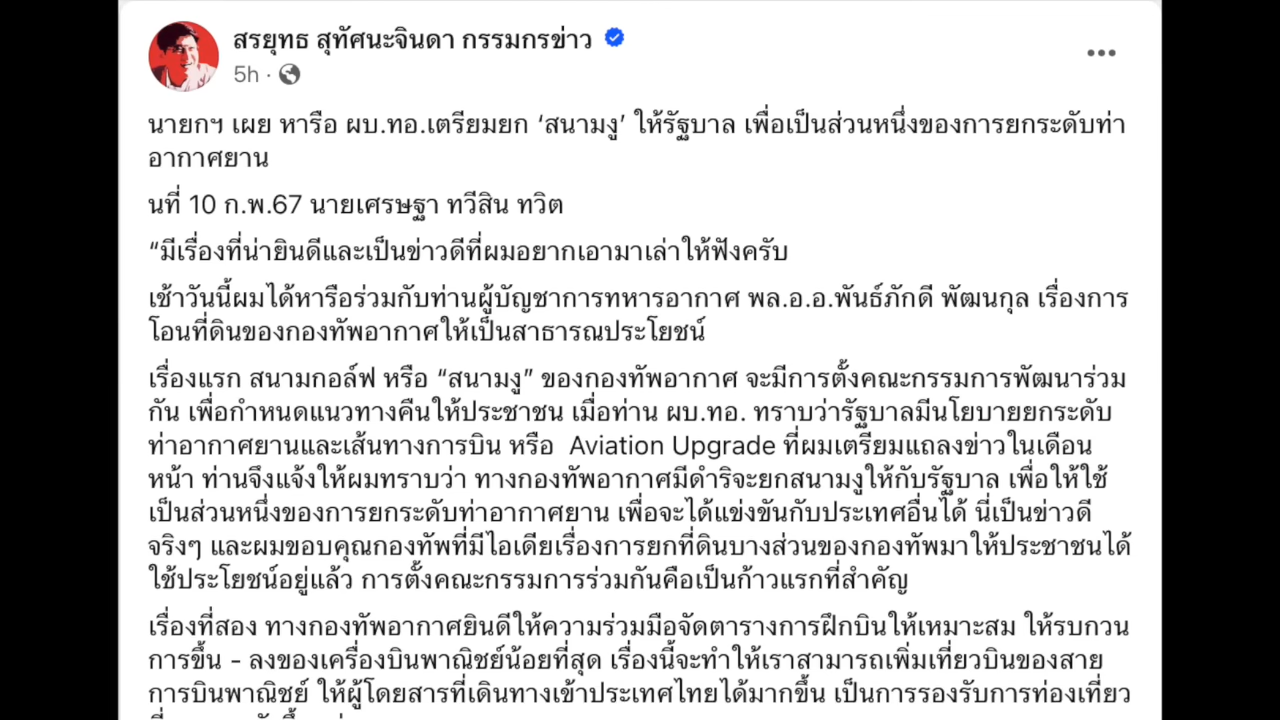 สรยุทธ สุทัศนะจินดา กรรมกรข่าว
5h ·
นายกฯ เผย หารือ ผบ.ทอ.เตรียมยก ‘สนามงู’ ให้รัฐบาล เพื่อเป็นส่วนหนึ่งของการยกระดับท่า
อากาศยาน
นที่ 10 ก.พ.67 นายเศรษฐา ทวีสิน ทวิต
“มีเรื่องที่น่ายินดีและเป็นข่าวดีที่ผมอยากเอามาเล่าให้ฟังครับ
เช้าวันนี้ผมได้หารือร่วมกับท่านผู้บัญชาการทหารอากาศ พล.อ.อ.พันธ์ภักดี พัฒนกุล เรื่องการ
โอนที่ดินของกองทัพอากาศให้เป็นสาธารณประโยชน์
เรื่องแรก สนามกอล์ฟ หรือ “สนามงู” ของกองทัพอากาศ จะมีการตั้งคณะกรรมการพัฒนาร่วม
กัน เพื่อกำหนดแนวทางคืนให้ประชาชน เมื่อท่าน ผบ.ทอ. ทราบว่ารัฐบาลมีนโยบายยกระดับ
ท่าอากาศยานและเส้นทางการบิน หรือ  Aviation Upgrade ที่ผมเตรียมแถลงข่าวในเดือน
หน้า ท่านจึงแจ้งให้ผมทราบว่า ทางกองทัพอากาศมีดำริจะยกสนามงูให้กับรัฐบาล เพื่อให้ใช้
เป็นส่วนหนึ่งของการยกระดับท่าอากาศยาน เพื่อจะได้แข่งขันกับประเทศอื่นได้ นี่เป็นข่าวดี
จริงๆ และผมขอบคุณกองทัพที่มีไอเดียเรื่องการยกที่ดินบางส่วนของกองทัพมาให้ประชาชนได้
ใช้ประโยชน์อยู่แล้ว การตั้งคณะกรรมการร่วมกันคือเป็นก้าวแรกที่สำคัญ
เรื่องที่สอง ทางกองทัพอากาศยินดีให้ความร่วมมือจัดตารางการฝึกบินให้เหมาะสม ให้รบกวน
การขึ้น - ลงของเครื่องบินพาณิชย์น้อยที่สุด เรื่องนี้จะทำให้เราสามารถเพิ่มเที่ยวบินของสาย
การบินพาณิชย์ ให้ผู้โดยสารที่เดินทางเข้าประเทศไทยได้มากขึ้น เป็นการรองรับการท่องเที่ยว